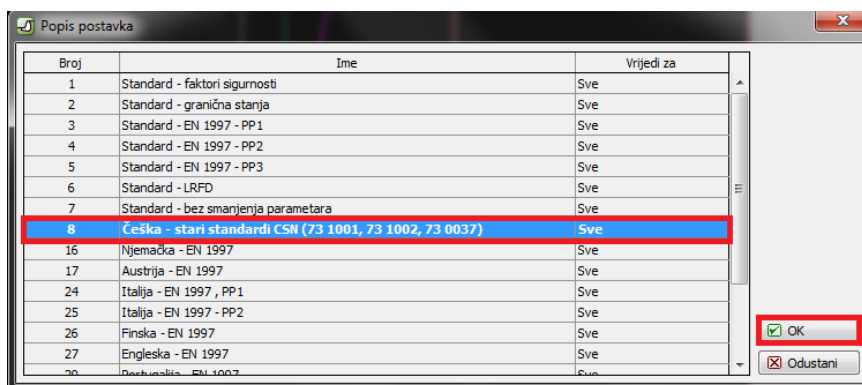 Popis postavka
Broj Ime Vrijedi za
1 Standard - faktori sigurnosti Sve
2 Standard - granična stanja Sve
3 Standard - EN 1997 - PP1 Sve
4 Standard - EN 1997 - PP2 Sve
5 Standard - EN 1997 - PP3 Sve
6 Standard - LRFD Sve
7 Standard - bez smanjenja parametara Sve
8 Češka - stari standardi CSN (73 1001, 73 1002, 73 0037) Sve
16 Njemačka - EN 1997 Sve
17 Austrija - EN 1997 Sve
24 Italija - EN 1997 , PP1 Sve
25 Italija - EN 1997 - PP2 Sve
26 Finska - EN 1997 Sve
27 Engleska - EN 1997 Sve
Portugalija EN 1997 Sve
OK
Odustani